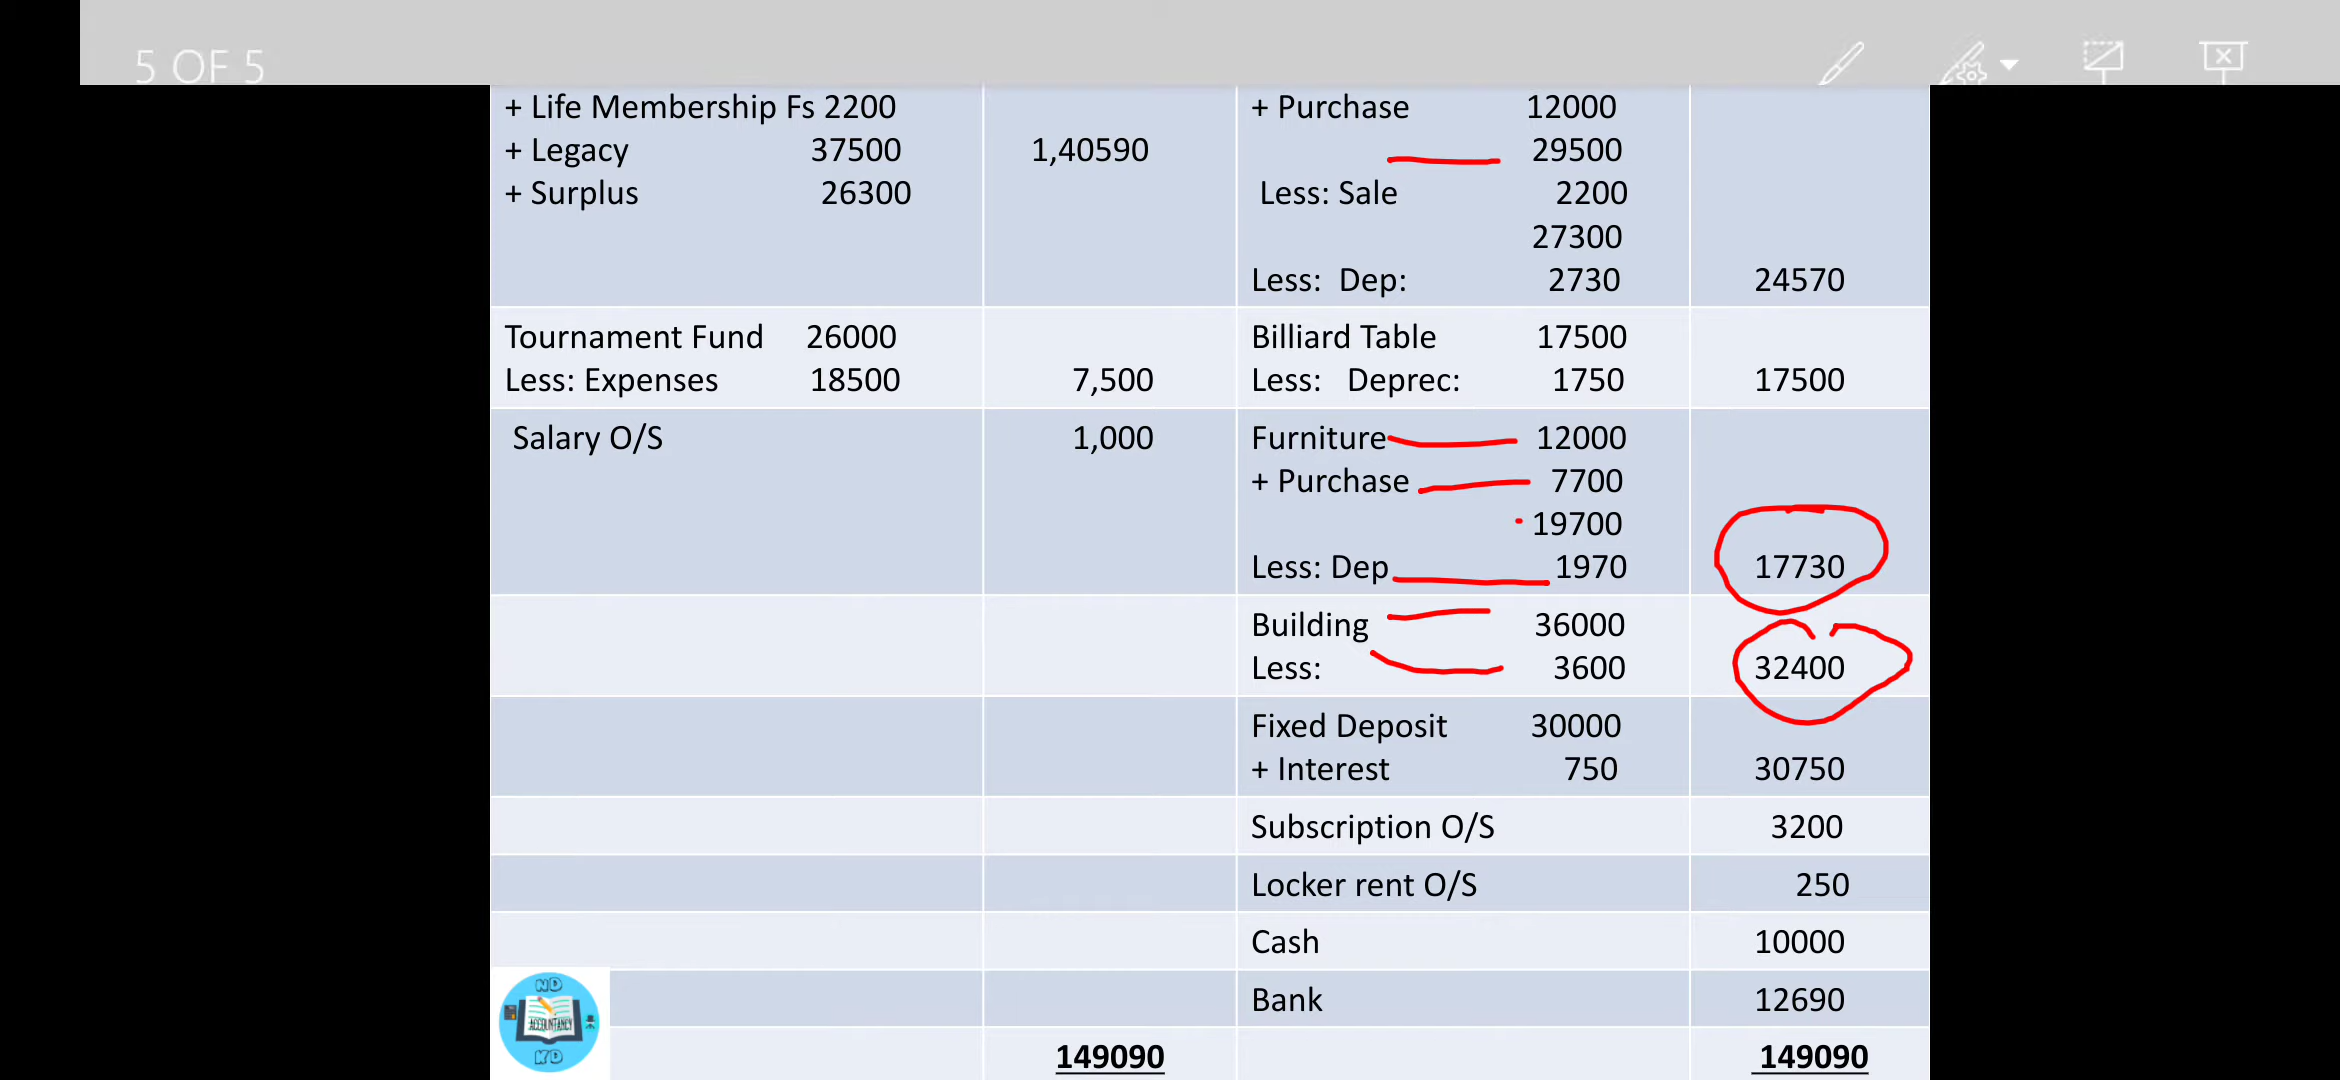 5 OF 5
+ Life Membership Fs 2200
+ Legacy 37500 1,40590
+ Surplus 26300
+ Purchase 12000
29500
Less: Sale 2200
27300
Less: Dep: 2730 24570
Tournament Fund 26000
Less: Expenses 18500 7,500
Billiard Table 17500
Less: Deprec: 1750 17500
Salary O/S 1,000
Furniture 12000
+ Purchase 7700
19700
Less: Dep 1970 17730
Building 36000
Less: 3600 32400
Fixed Deposit 30000
+ Interest 750 30750
Subscription O/S 3200
Locker rent O/S 250
Cash 10000
Bank 12690
149090 149090
ND
ACCOUNTANCY
KD